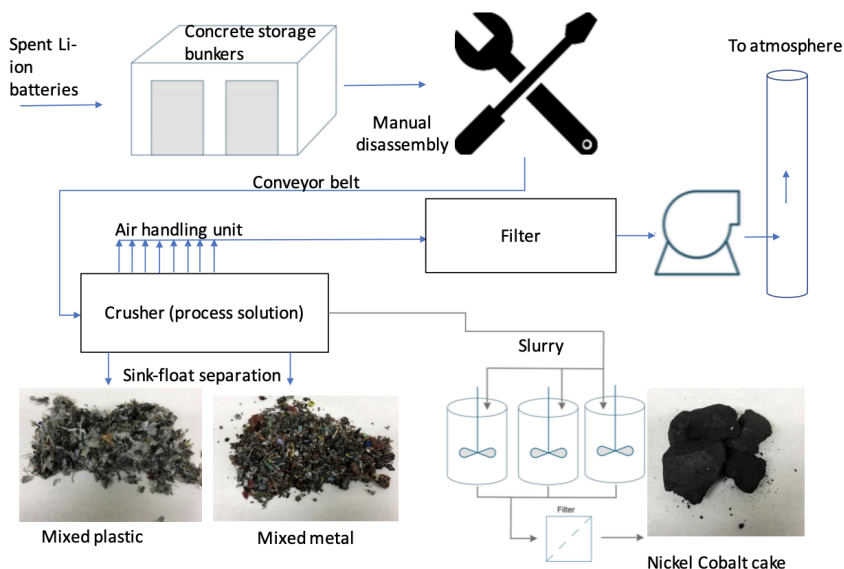 Spent Li-
ion
batteries
Concrete storage
bunkers
To atmosphere
Manual
disassembly
Conveyor belt
Air handling unit
Filter
Crusher (process solution)
Slurry
Sink-float separation
Filter
Mixed plastic
Mixed metal
Nickel Cobalt cake